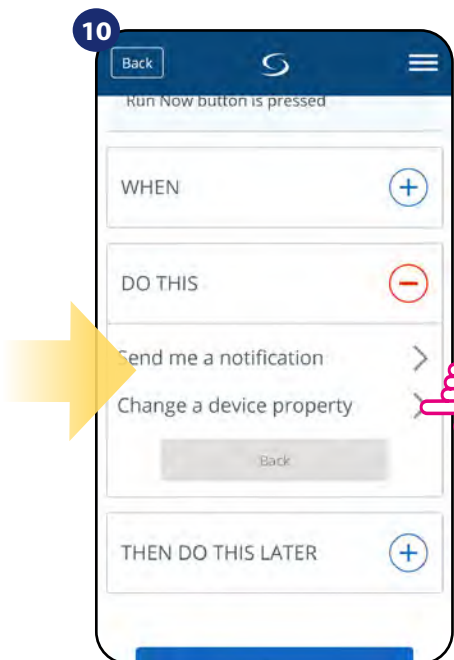 10
Back
Run Now button is pressed
WHEN
DO THIS
Send me a notification
Change a device property
Back
THEN DO THIS LATER